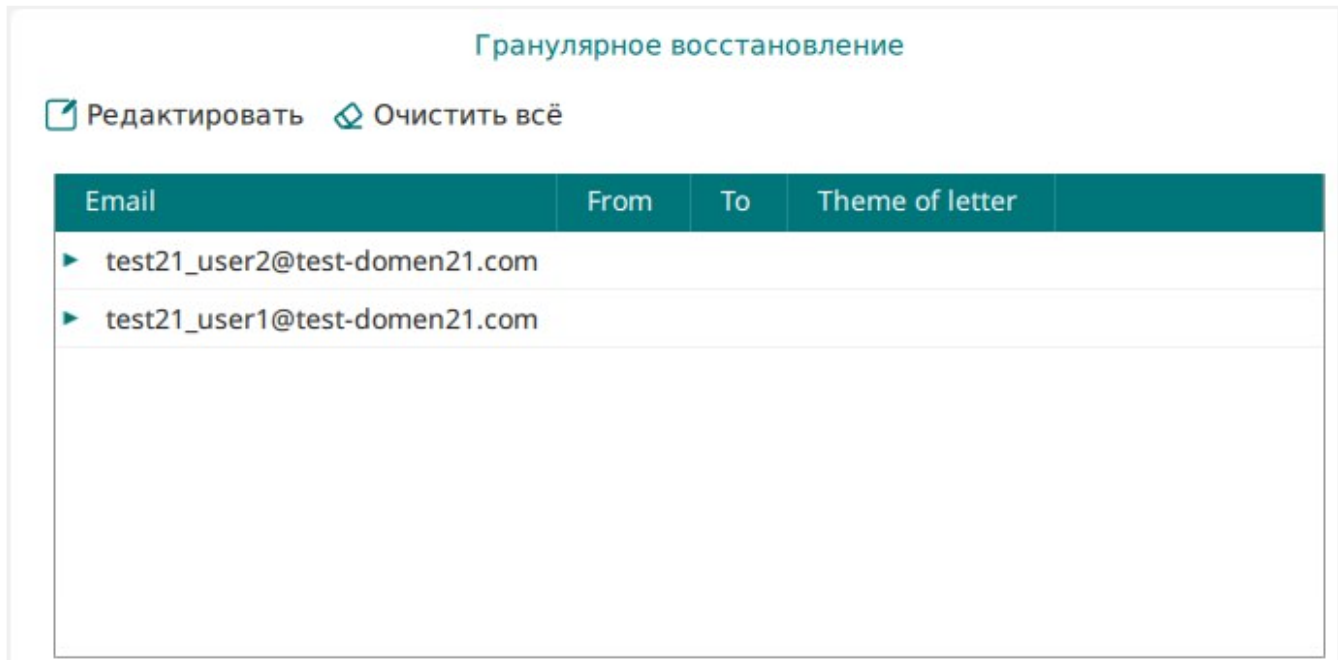 Гранулярное восстановление
Редактировать Очистить всё
Email From To Theme of letter
test21_user2@test-domen21.com
test21_user1@test-domen21.com